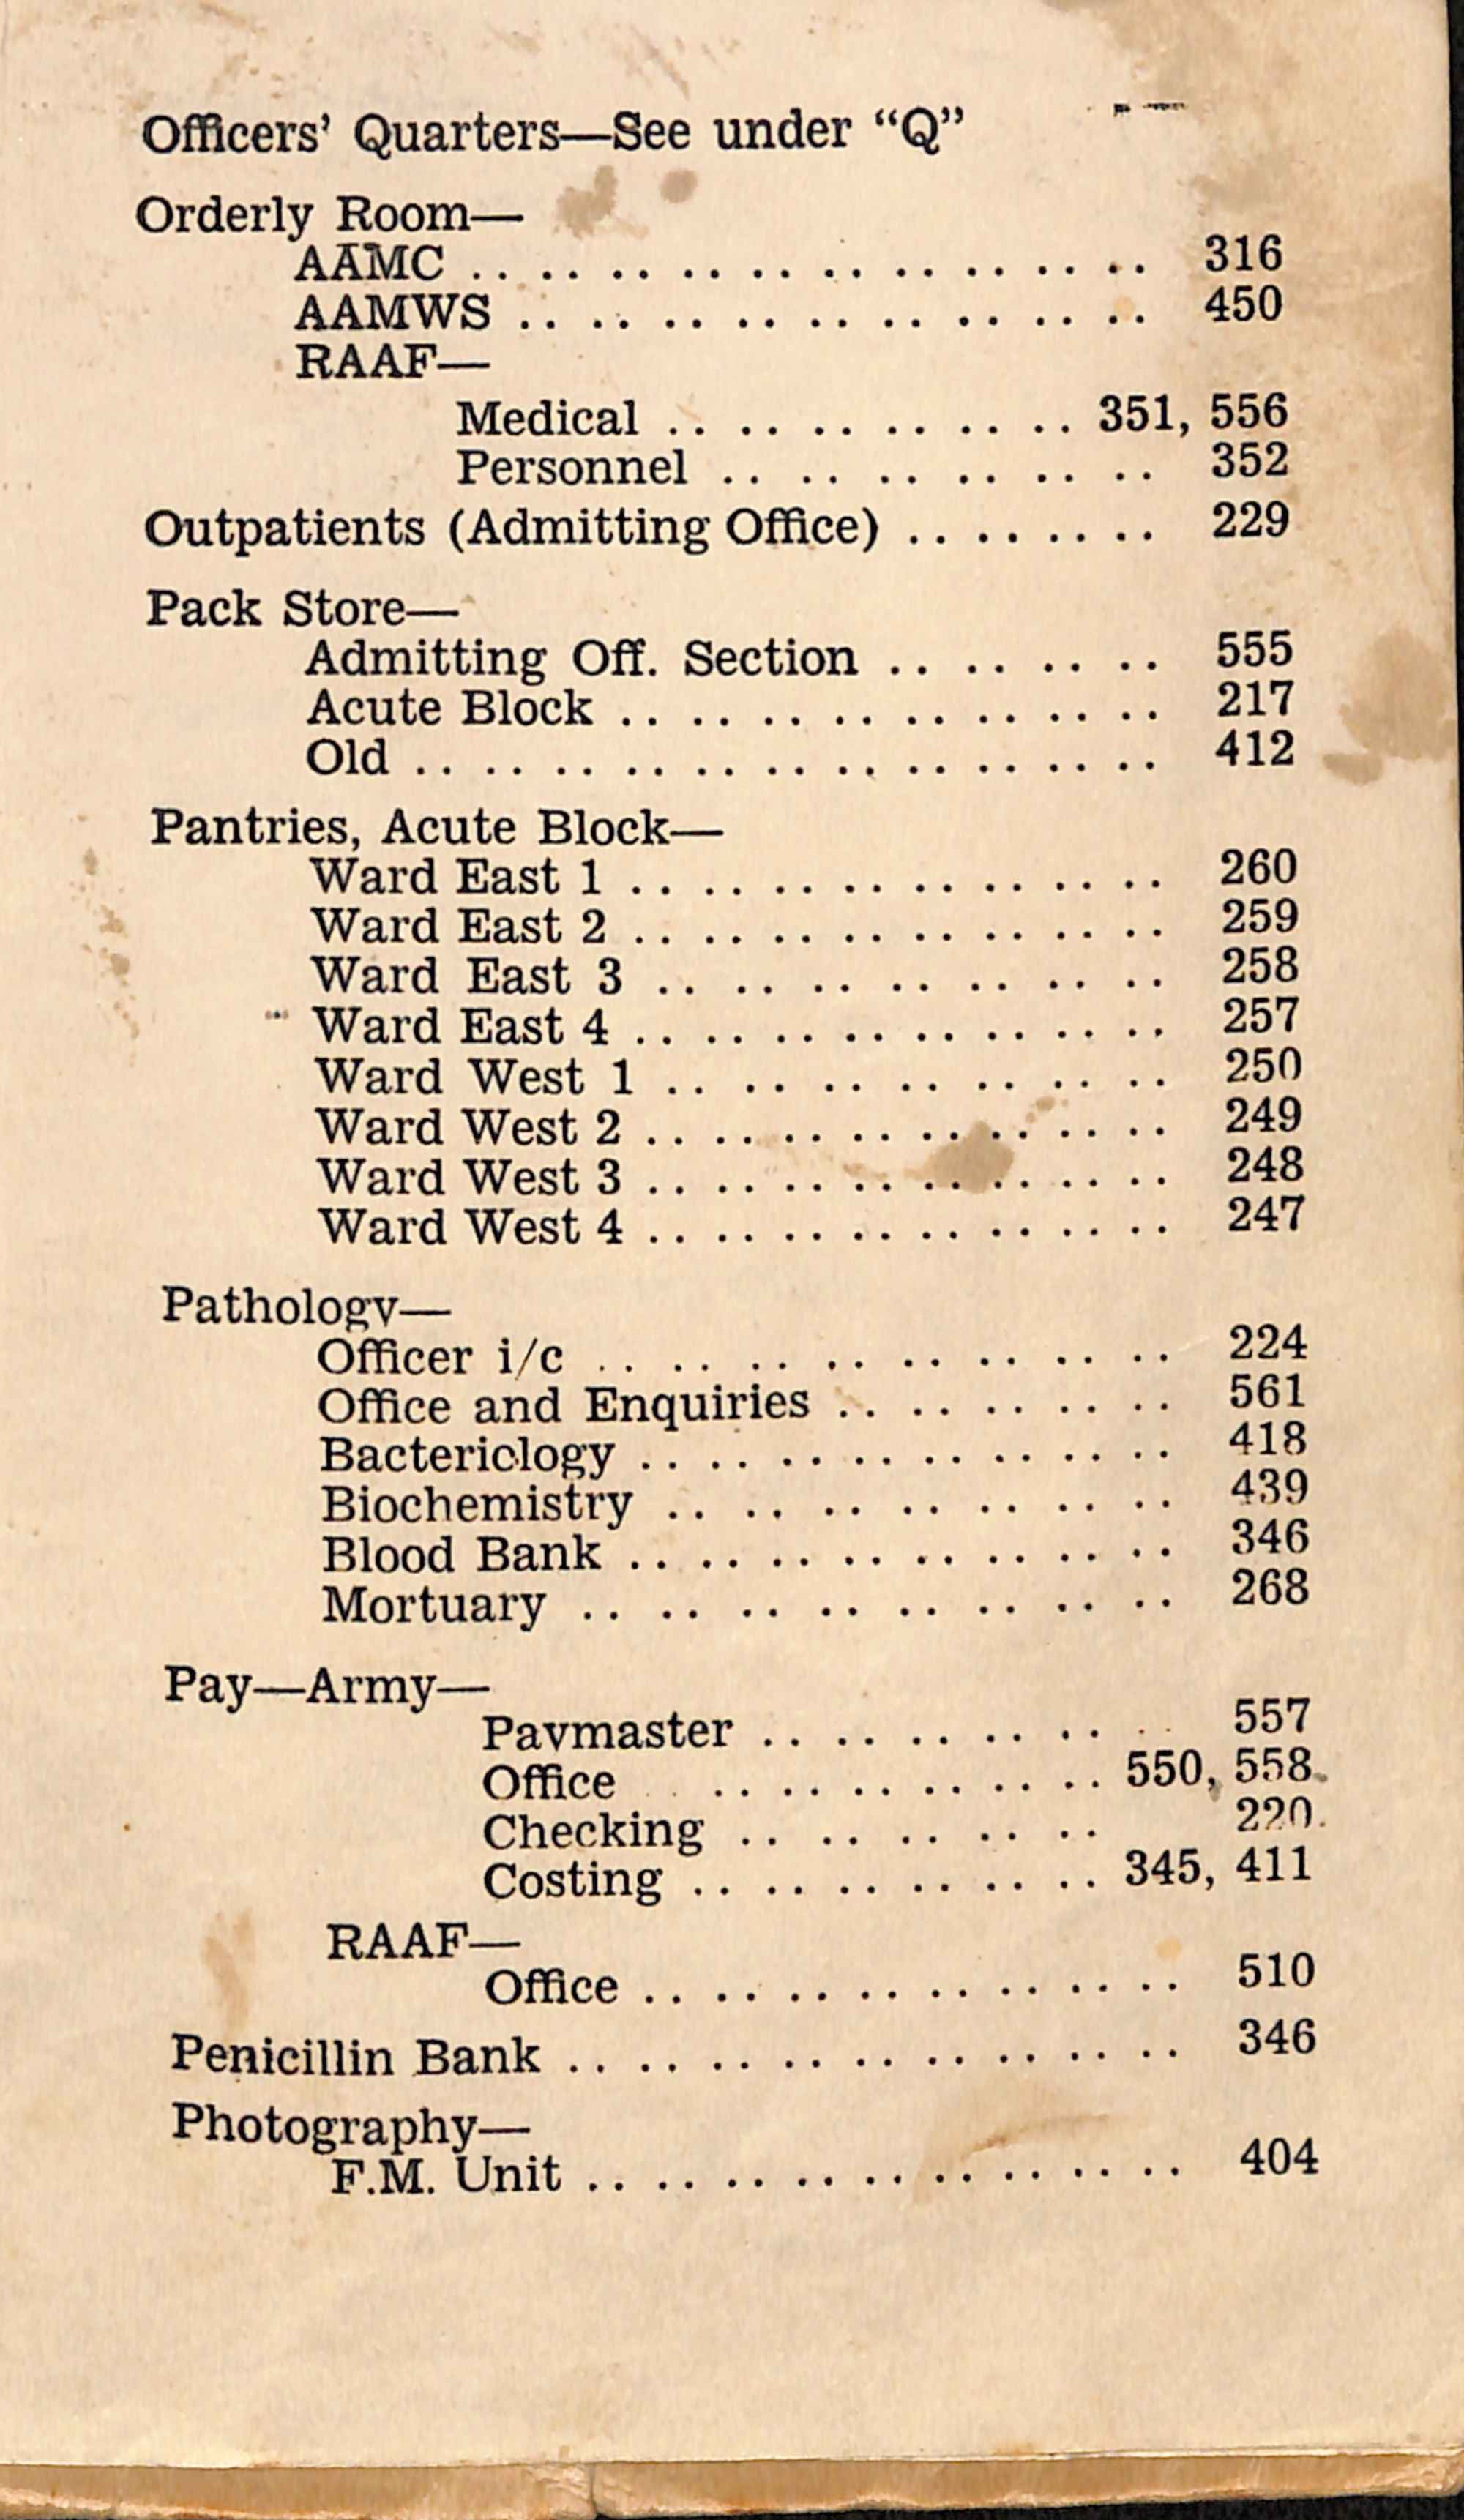 Officers' Quarters—See under "Q"
Orderly Room—
AAMC .. .. .. .. .. .. .. .. .. .. 316
AAMWS .. .. .. .. .. .. .. .. .. 450
RAAF—
Medical .. .. .. .. .. .. 351, 556
Personnel .. .. .. .. .. .. 352
Outpatients (Admitting Office) .. .. .. .. 229
Pack Store—
Admitting Off. Section .. .. .. .. 555
Acute Block .. .. .. .. .. .. .. .. 217
Old .. .. .. .. .. .. .. .. .. .. .. 412
Pantries, Acute Block—
Ward East 1 .. .. .. .. .. .. .. .. 260
Ward East 2 .. .. .. .. .. .. .. .. 259
Ward East 3 .. .. .. .. .. .. .. 258
Ward East 4 .. .. .. .. .. .. .. .. 257
Ward West 1 .. .. .. .. .. .. .. 250
Ward West 2 .. .. .. .. .. .. .. .. 249
Ward West 3 .. .. .. .. .. .. .. .. 248
Ward West 4 .. .. .. .. .. .. .. .. 247
Pathology—
Officer i/c .. .. .. .. .. .. .. .. 224
Office and Enquiries .. .. .. .. .. 561
Bacteriology .. .. .. .. .. .. .. .. 418
Biochemistry .. .. .. .. .. .. .. 439
Blood Bank .. .. .. .. .. .. .. .. 346
Mortuary .. .. .. .. .. .. .. .. 268
Pay—Army—
Paymaster .. .. .. .. .. .. 557
Office .. .. .. .. .. .. 550, 558
Checking .. .. .. .. .. 220
Costing .. .. .. .. .. .. 345, 411
RAAF—
Office .. .. .. .. .. .. .. .. 510
Penicillin Bank .. .. .. .. .. .. .. .. .. 346
Photography—
F.M. Unit .. .. .. .. .. .. .. .. .. 404